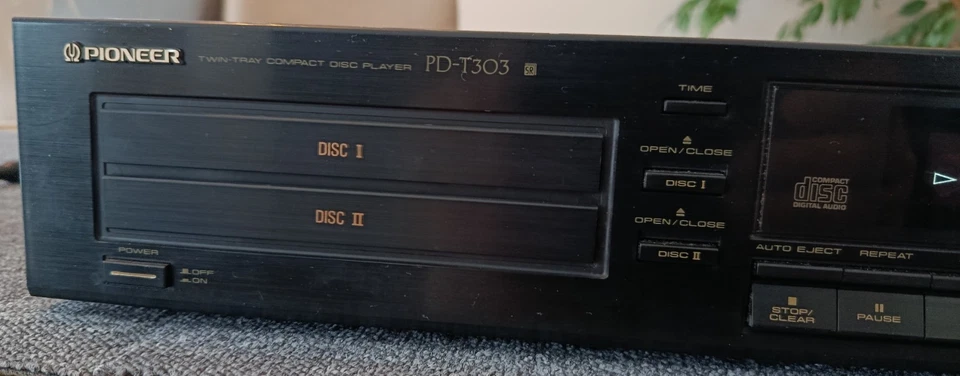 PIONEER TWIN-TRAY COMPACT DISC PLAYER PD-T303
TIME
DISC I
OPEN/CLOSE
DISC I
DISC II
OPEN/CLOSE
DISC II
POWER
OFF
ON
COMPACT
disc
DIGITAL AUDIO
AUTO EJECT REPEAT
STOP/
CLEAR
PAUSE